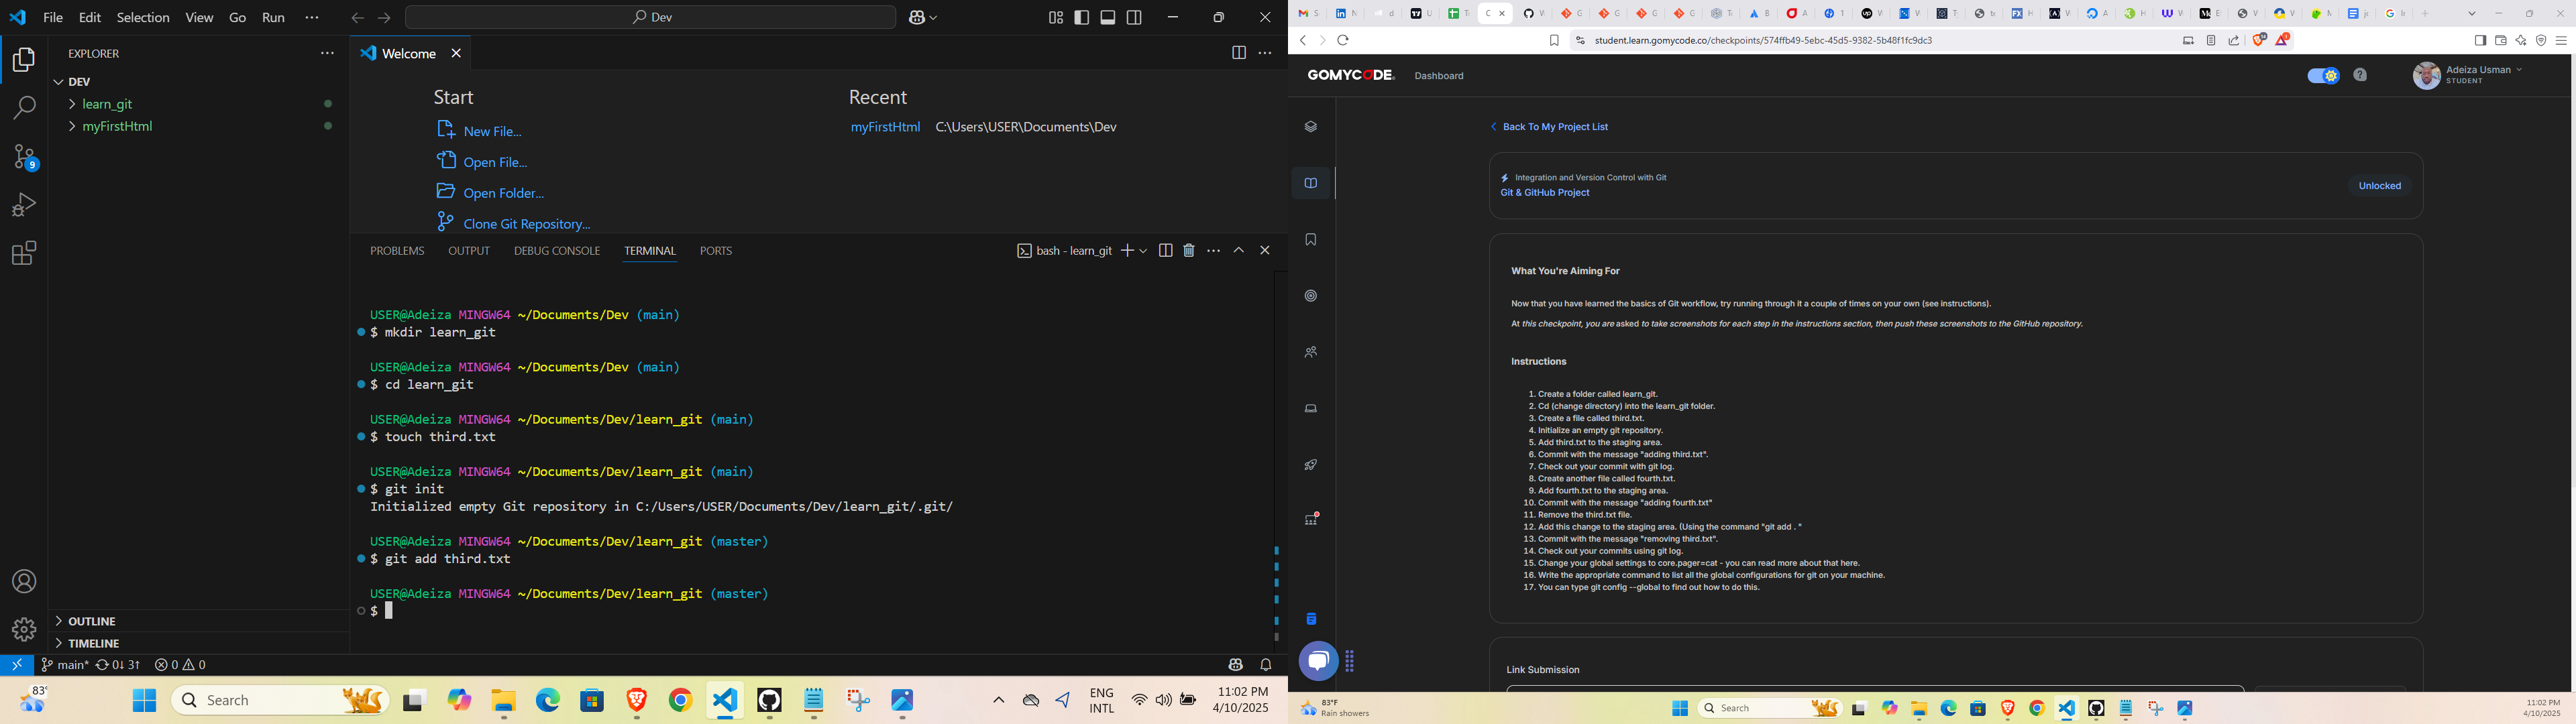 File Edit Selection View Go Run ... Dev
EXPLORER
DEV
learn_git
myFirstHtml
9
OUTLINE
TIMELINE
Welcome
Start
New File...
Open File...
Open Folder...
Clone Git Repository...
Recent
myFirstHtml C:\Users\USER\Documents\Dev
PROBLEMS OUTPUT DEBUG CONSOLE TERMINAL PORTS bash - learn_git
USER@Adeiza MINGW64 ~/Documents/Dev (main)
$ mkdir learn_git
USER@Adeiza MINGW64 ~/Documents/Dev (main)
$ cd learn_git
USER@Adeiza MINGW64 ~/Documents/Dev/learn_git (main)
$ touch third.txt
USER@Adeiza MINGW64 ~/Documents/Dev/learn_git (main)
$ git init
Initialized empty Git repository in C:/Users/USER/Documents/Dev/learn_git/.git/
USER@Adeiza MINGW64 ~/Documents/Dev/learn_git (master)
$ git add third.txt
USER@Adeiza MINGW64 ~/Documents/Dev/learn_git (master)
$
main* 0↓ 3↑ 0 0
83° Search ENG INTL 11:02 PM 4/10/2025
student.learn.gomycode.co/checkpoints/574ffb49-5ebc-45d5-9382-5b48f1fc9dc3
GOMYCODE Dashboard
Adeiza Usman
STUDENT
Back To My Project List
Integration and Version Control with Git
Git & GitHub Project
Unlocked
What You're Aiming For
Now that you have learned the basics of Git workflow, try running through it a couple of times on your own (see instructions).
At this checkpoint, you are asked to take screenshots for each step in the instructions section, then push these screenshots to the GitHub repository.
Instructions
1. Create a folder called learn_git.
2. Cd (change directory) into the learn_git folder.
3. Create a file called third.txt.
4. Initialize an empty git repository.
5. Add third.txt to the staging area.
6. Commit with the message "adding third.txt".
7. Check out your commit with git log.
8. Create another file called fourth.txt.
9. Add fourth.txt to the staging area.
10. Commit with the message "adding fourth.txt"
11. Remove the third.txt file.
12. Add this change to the staging area. (Using the command "git add . "
13. Commit with the message "removing third.txt".
14. Check out your commits using git log.
15. Change your global settings to core.pager=cat - you can read more about that here.
16. Write the appropriate command to list all the global configurations for git on your machine.
17. You can type git config --global to find out how to do this.
Link Submission
83°F
Rain showers
Search
11:02 PM
4/10/2025